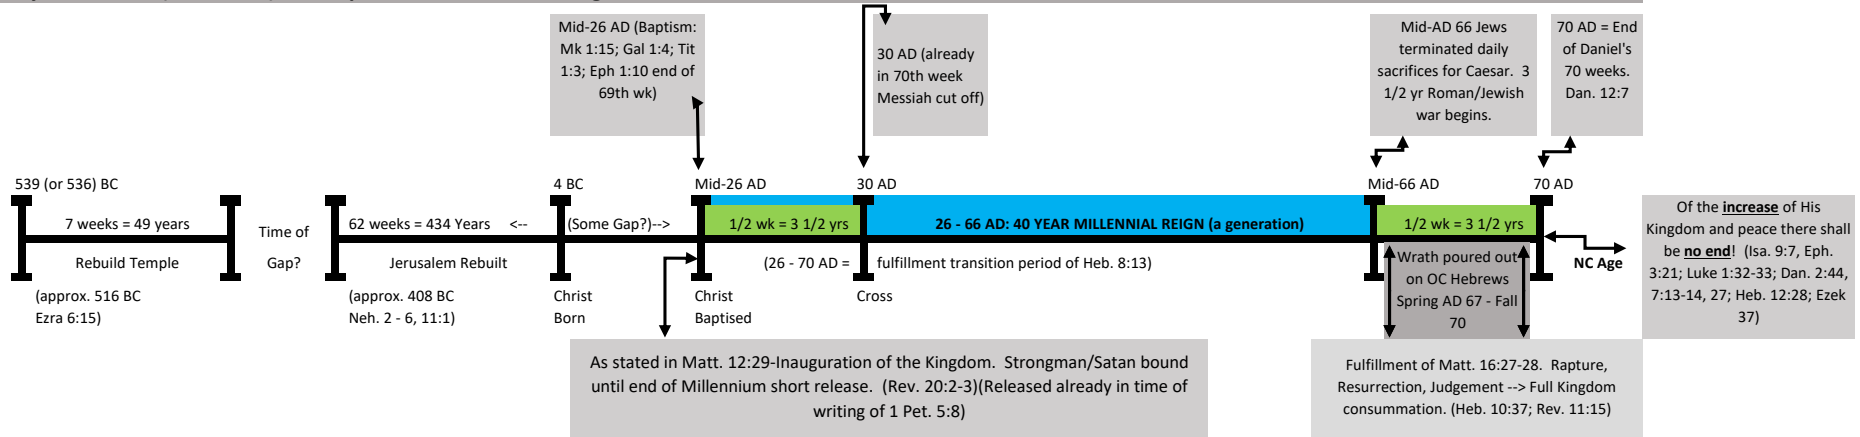 Mid-26 AD (Baptism:
Mk 1:15; Gal 1:4; Tit
1:3; Eph 1:10 end of
69th wk)
30 AD (already
in 70th week
Messiah cut off)
Mid-AD 66 Jews
terminated daily
sacrifices for Caesar.  3
1/2 yr Roman/Jewish
war begins.
70 AD = End
of Daniel's
70 weeks.
Dan. 12:7
539 (or 536) BC
4 BC
Mid-26 AD
30 AD
Mid-66 AD
70 AD
7 weeks = 49 years
Time of
Gap?
62 weeks = 434 Years   <--
(Some Gap?)-->
1/2 wk = 3 1/2 yrs
26 - 66 AD: 40 YEAR MILLENNIAL REIGN (a generation)
1/2 wk = 3 1/2 yrs
Rebuild Temple
Jerusalem Rebuilt
(26 - 70 AD =
fulfillment transition period of Heb. 8:13)
NC Age
(approx. 516 BC
Ezra 6:15)
(approx. 408 BC
Neh. 2 - 6, 11:1)
Christ
Born
Christ
Baptised
Cross
Wrath poured out
on OC Hebrews
Spring AD 67 - Fall
70
Of the increase of His
Kingdom and peace there shall
be no end!  (Isa. 9:7, Eph.
3:21; Luke 1:32-33; Dan. 2:44,
7:13-14, 27; Heb. 12:28; Ezek
37)
As stated in Matt. 12:29-Inauguration of the Kingdom.  Strongman/Satan bound
until end of Millennium short release.  (Rev. 20:2-3)(Released already in time of
writing of 1 Pet. 5:8)
Fulfillment of Matt. 16:27-28.  Rapture,
Resurrection, Judgement --> Full Kingdom
consummation. (Heb. 10:37; Rev. 11:15)